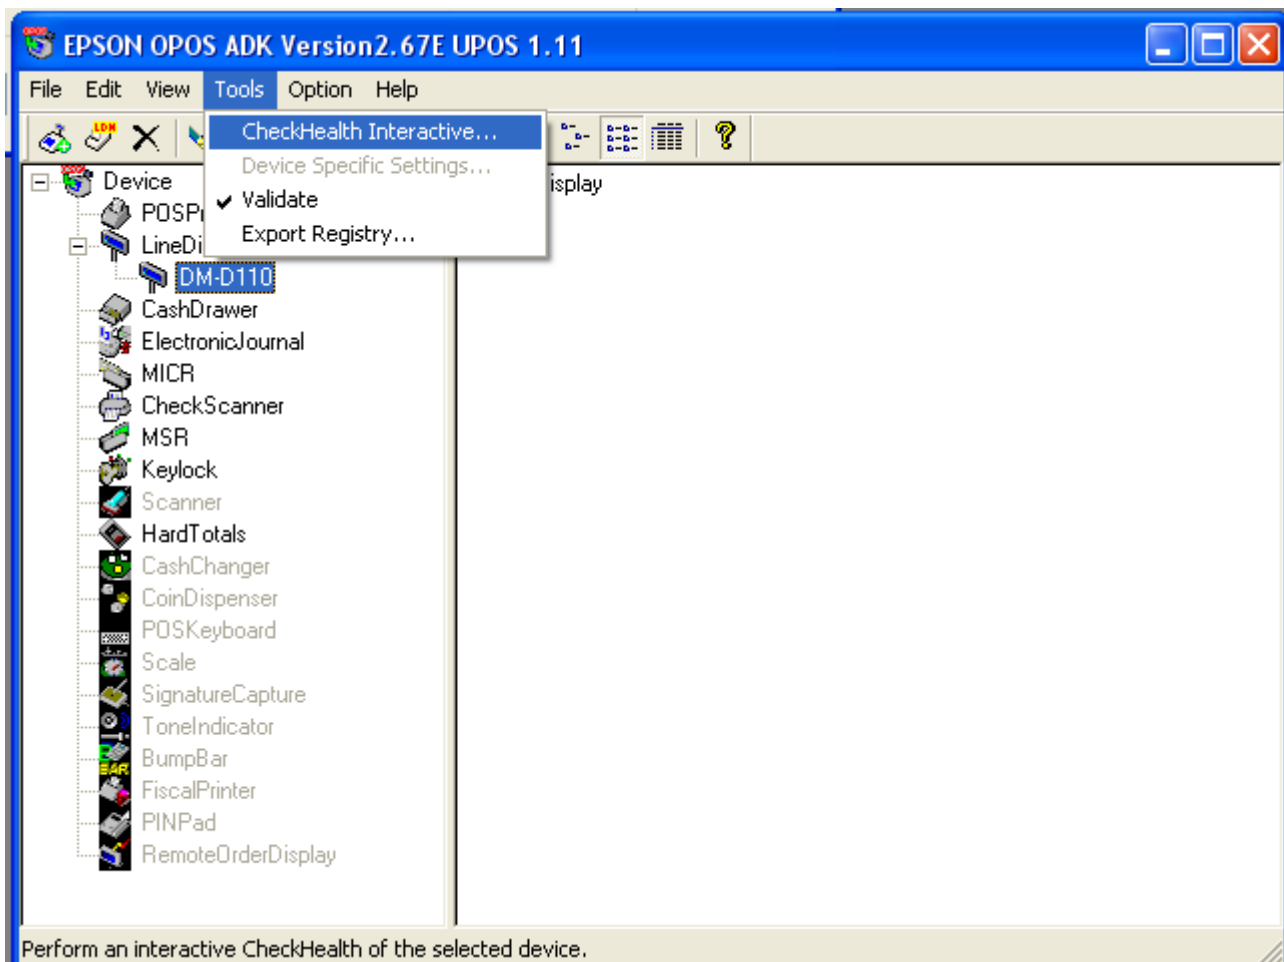 EPSON OPOS ADK Version2.67E UPOS 1.11
File Edit View Tools Option Help
CheckHealth Interactive...
Device Specific Settings...
Validate
Export Registry...
Device
isplay
POSP
LineDi
DM-D110
CashDrawer
ElectronicJournal
MICR
CheckScanner
MSR
Keylock
Scanner
HardTotals
CashChanger
CoinDispenser
POSKeyboard
Scale
SignatureCapture
ToneIndicator
BumpBar
FiscalPrinter
PINPad
RemoteOrderDisplay
Perform an interactive CheckHealth of the selected device.